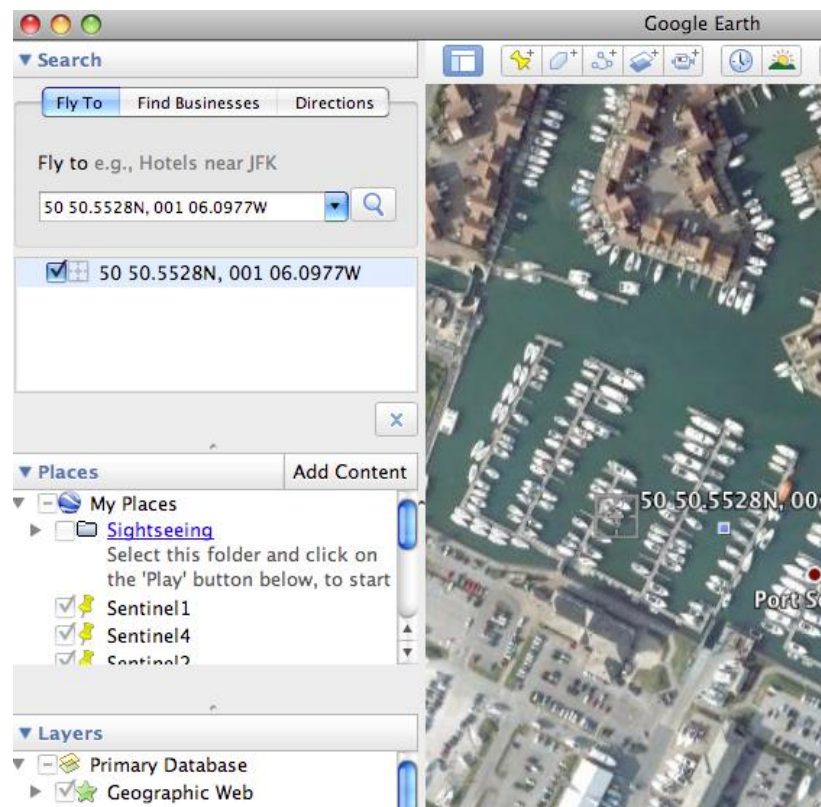 Google Earth
Search
Fly To Find Businesses Directions
Fly to e.g., Hotels near JFK
50 50.5528N, 001 06.0977W
50 50.5528N, 001 06.0977W
Places Add Content
My Places
Sightseeing
Select this folder and click on
the 'Play' button below, to start
Sentinel1
Sentinel4
Sentinel2
Layers
Primary Database
Geographic Web
50 50.5528N, 00
Port S